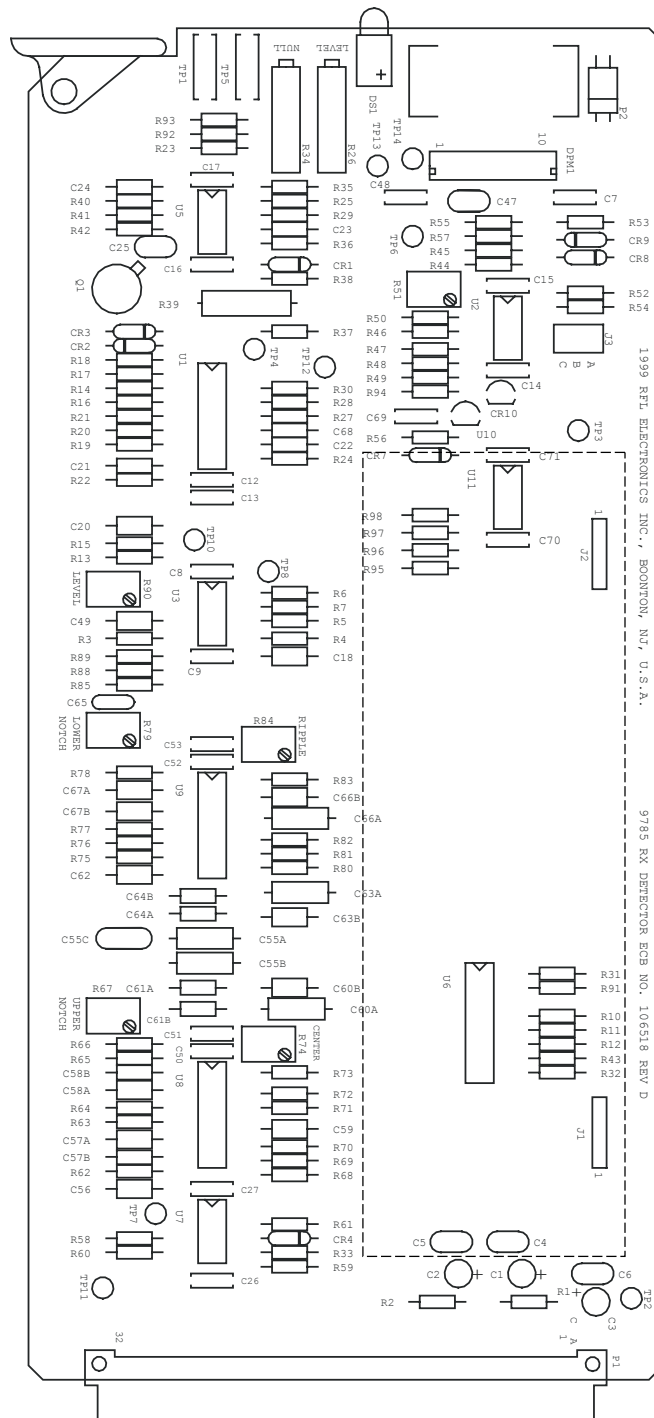 TP1
TP5
NULL
LEVEL
DS1
TP13
TP14
P2
R93
R92
R23
R34
R26
1
10
DPM1
C17
C48
C24
R40
R41
R42
U5
R35
R25
R29
C23
R36
C47
C7
R55
R57
R45
R44
R53
CR9
CR8
TP6
C25
C16
CR1
R38
Q1
R39
R51
U2
C15
R52
R54
CR3
CR2
R18
R17
R14
R16
R21
R20
R19
U1
R37
TP4
TP12
R50
R46
R47
R48
R49
R94
J3
C B A
C14
R30
R28
R27
C68
C22
R24
C69
CR10
U10
R56
CR7
TP3
C21
R22
C12
C13
U11
C71
C20
R15
R13
TP10
R98
R97
R96
R95
C70
1
J2
LEVEL
R90
C8
U3
TP8
R6
R7
R5
R4
C18
C49
R3
R89
R88
R85
C9
C65
LOWER
NOTCH
R79
C53
C52
R84
RIPPLE
1999 RFL ELECTRONICS INC., BOONTON, NJ, U.S.A.
R78
C67A
C67B
R77
R76
R75
C62
U9
R83
C66B
C66A
R82
R81
R80
C63A
C63B
C64B
C64A
C55C
C55A
C55B
9785 RX DETECTOR ECB NO. 106518 REV D
R67
C61A
C61B
C60B
C60A
UPPER
NOTCH
C51
C50
R74
CENTER
U6
R31
R91
R10
R11
R12
R43
R32
R66
R65
C58B
C58A
R64
R63
C57A
C57B
R62
C56
U8
R73
R72
R71
C59
R70
R69
R68
J1
1
C27
TP7
U7
R58
R60
R61
CR4
R33
R59
C26
TP11
C5
C4
C2
+
C1
+
C6
R2
R1
+
C3
TP2
C A
1
32
P1